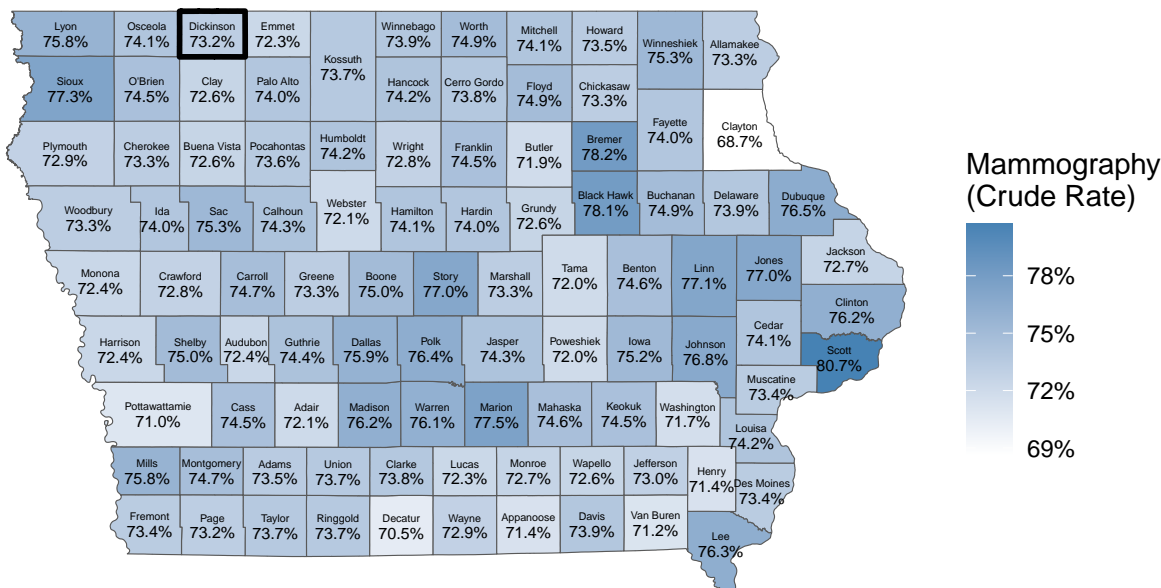 Lyon
75.8%
Osceola
74.1%
Dickinson
73.2%
Emmet
72.3%
Kossuth
73.7%
Winnebago
73.9%
Worth
74.9%
Mitchell
74.1%
Howard
73.5%
Winneshiek
75.3%
Allamakee
73.3%
Sioux
77.3%
O'Brien
74.5%
Clay
72.6%
Palo Alto
74.0%
Hancock
74.2%
Cerro Gordo
73.8%
Floyd
74.9%
Chickasaw
73.3%
Fayette
74.0%
Clayton
68.7%
Plymouth
72.9%
Cherokee
73.3%
Buena Vista
72.6%
Pocahontas
73.6%
Humboldt
74.2%
Wright
72.8%
Franklin
74.5%
Butler
71.9%
Bremer
78.2%
Woodbury
73.3%
Ida
74.0%
Sac
75.3%
Calhoun
74.3%
Webster
72.1%
Hamilton
74.1%
Hardin
74.0%
Grundy
72.6%
Black Hawk
78.1%
Buchanan
74.9%
Delaware
73.9%
Dubuque
76.5%
Monona
72.4%
Crawford
72.8%
Carroll
74.7%
Greene
73.3%
Boone
75.0%
Story
77.0%
Marshall
73.3%
Tama
72.0%
Benton
74.6%
Linn
77.1%
Jones
77.0%
Jackson
72.7%
Clinton
76.2%
Harrison
72.4%
Shelby
75.0%
Audubon
72.4%
Guthrie
74.4%
Dallas
75.9%
Polk
76.4%
Jasper
74.3%
Poweshiek
72.0%
Iowa
75.2%
Johnson
76.8%
Cedar
74.1%
Scott
80.7%
Muscatine
73.4%
Pottawattamie
71.0%
Cass
74.5%
Adair
72.1%
Madison
76.2%
Warren
76.1%
Marion
77.5%
Mahaska
74.6%
Keokuk
74.5%
Washington
71.7%
Louisa
74.2%
Mills
75.8%
Montgomery
74.7%
Adams
73.5%
Union
73.7%
Clarke
73.8%
Lucas
72.3%
Monroe
72.7%
Wapello
72.6%
Jefferson
73.0%
Henry
71.4%
Des Moines
73.4%
Fremont
73.4%
Page
73.2%
Taylor
73.7%
Ringgold
73.7%
Decatur
70.5%
Wayne
72.9%
Appanoose
71.4%
Davis
73.9%
Van Buren
71.2%
Lee
76.3%
Mammography
(Crude Rate)
78%
75%
72%
69%